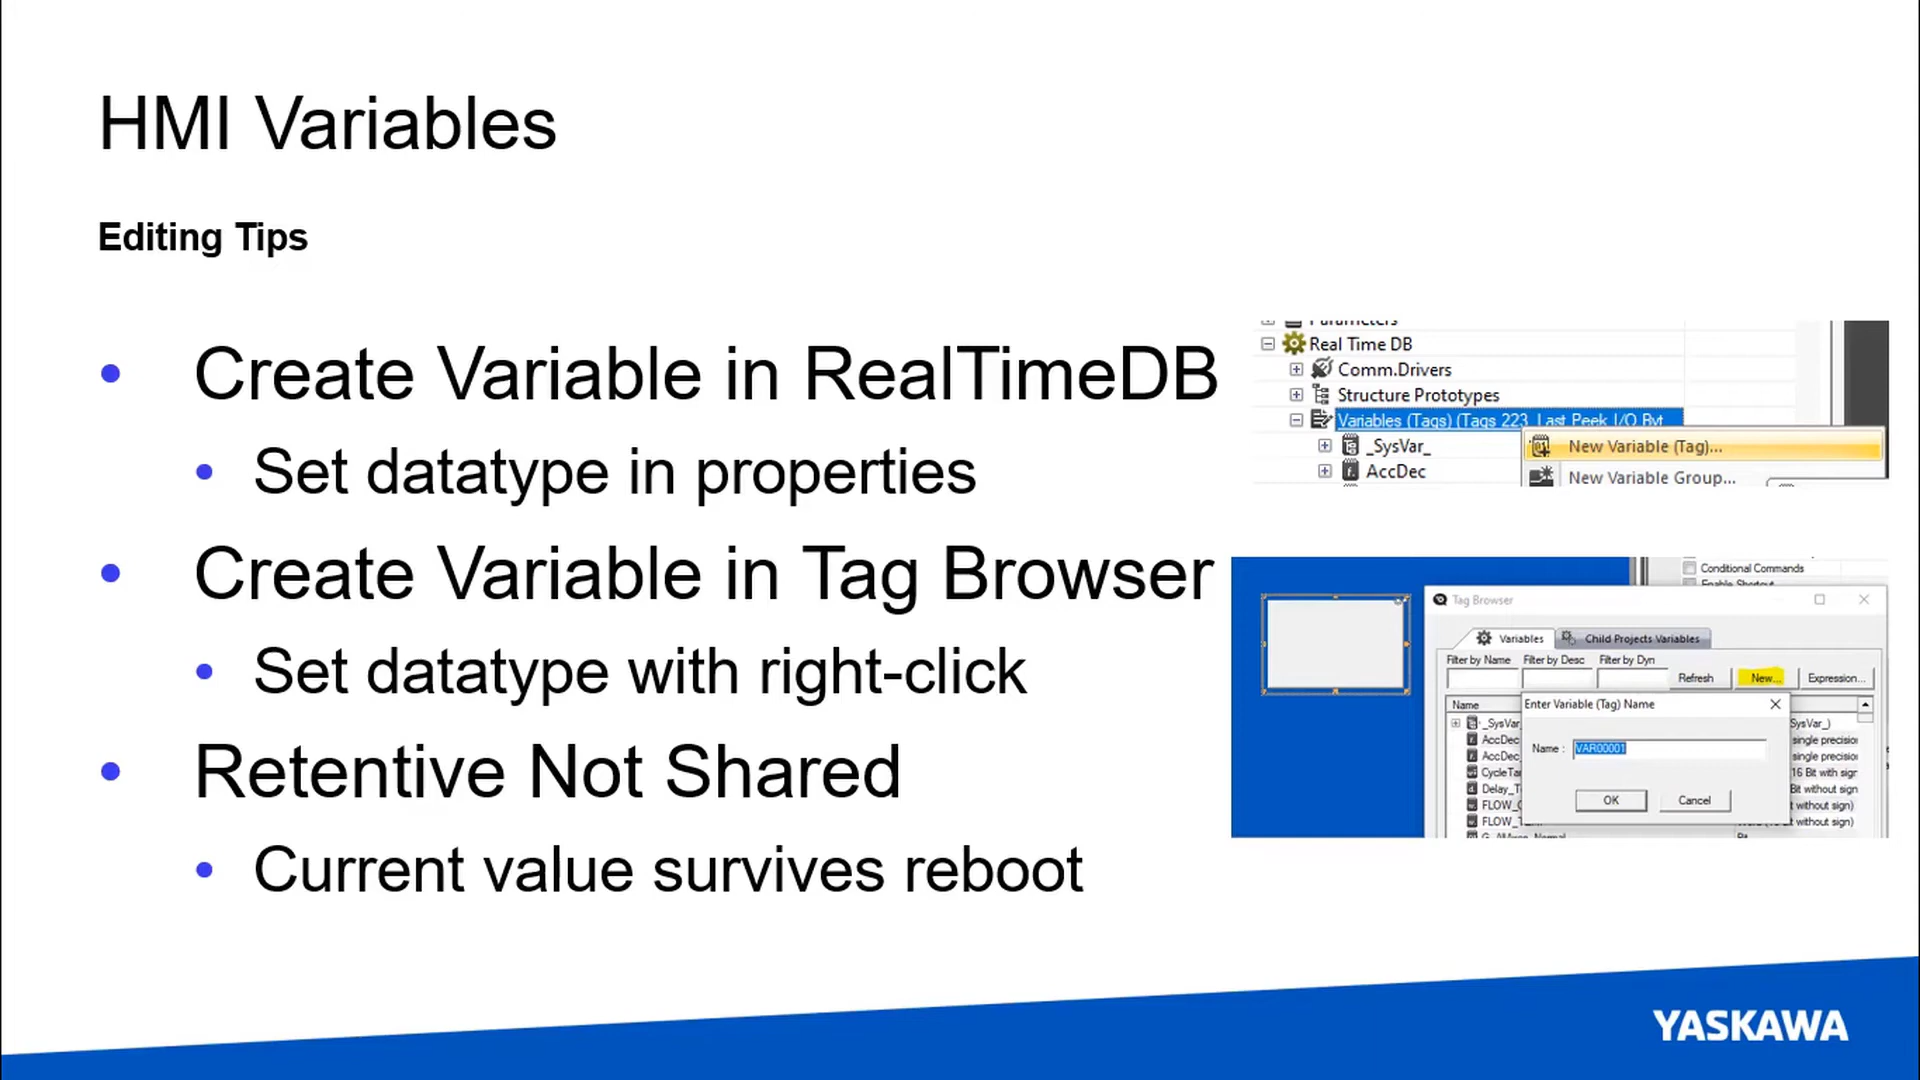 HMI Variables
Editing Tips
• Create Variable in RealTimeDB
• Set datatype in properties
• Create Variable in Tag Browser
• Set datatype with right-click
• Retentive Not Shared
• Current value survives reboot
Parameters
Real Time DB
Comm.Drivers
Structure Prototypes
Variables (Tags) (Tags 223, Last Peek I/O Byt
_SysVar_
AccDec
New Variable (Tag)...
New Variable Group...
Conditional Commands
Enable Shortcut
Tag Browser
Variables
Child Projects Variables
Filter by Name Filter by Desc Filter by Dyn
Refresh New... Expression...
Name
_SysVar_
SysVar_)
AccDec
single precision
AccDec_
single precision
CycleTa
16 Bit with sign
Delay_T
Bit without sign)
FLOW_
t without sign)
FLOW_
t without sign)
Enter Variable (Tag) Name
Name : VAR00001
OK Cancel
YASKAWA